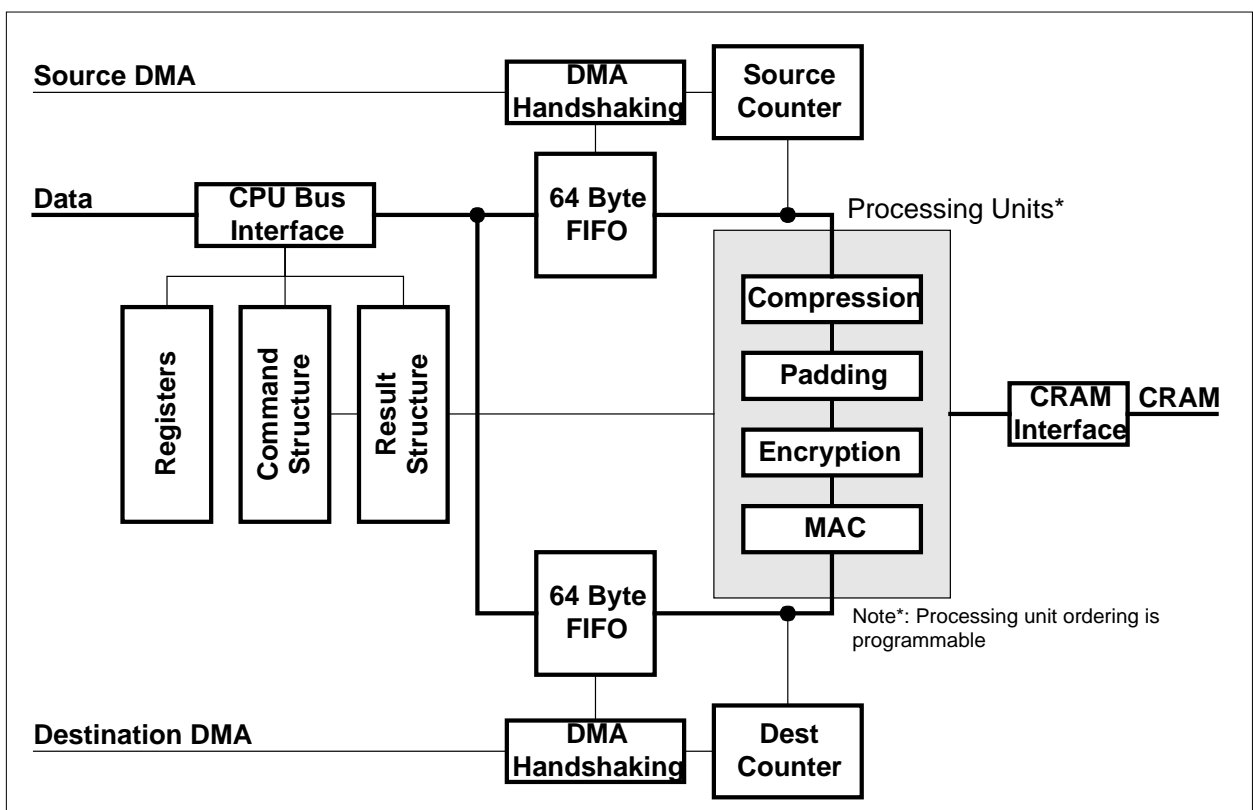 Source DMA
DMA
Handshaking
Source
Counter
Data
CPU Bus
Interface
64 Byte
FIFO
Processing Units*
Registers
Command
Structure
Result
Structure
Compression
Padding
Encryption
MAC
CRAM
Interface
CRAM
64 Byte
FIFO
Note*: Processing unit ordering is
programmable
Destination DMA
DMA
Handshaking
Dest
Counter